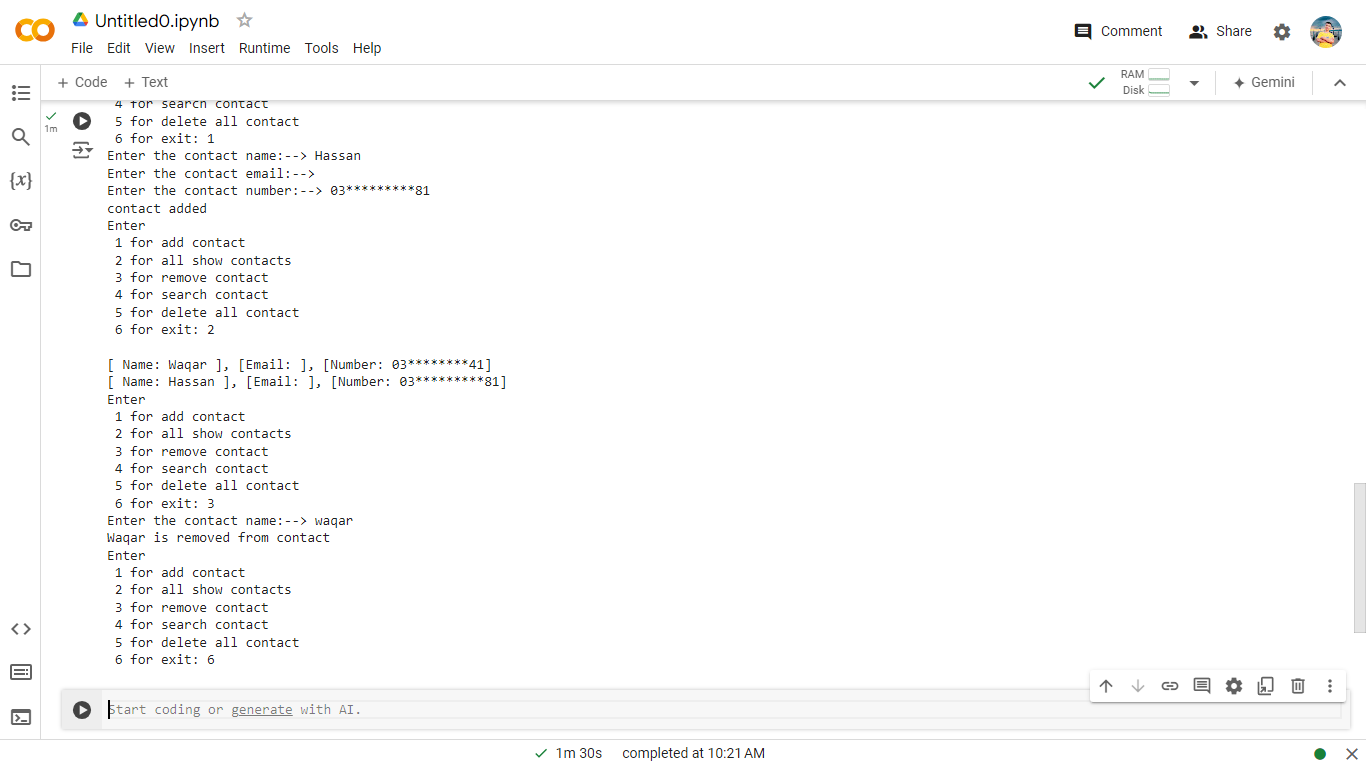 Untitled0.ipynb
File Edit View Insert Runtime Tools Help
Comment Share
+ Code + Text
RAM
Disk
Gemini
1m
4 for search contact
5 for delete all contact
6 for exit: 1
Enter the contact name:--> Hassan
Enter the contact email:-->
Enter the contact number:--> 03*********81
contact added
Enter
1 for add contact
2 for all show contacts
3 for remove contact
4 for search contact
5 for delete all contact
6 for exit: 2
[ Name: Waqar ], [Email: ], [Number: 03********41]
[ Name: Hassan ], [Email: ], [Number: 03*********81]
Enter
1 for add contact
2 for all show contacts
3 for remove contact
4 for search contact
5 for delete all contact
6 for exit: 3
Enter the contact name:--> waqar
Waqar is removed from contact
Enter
1 for add contact
2 for all show contacts
3 for remove contact
4 for search contact
5 for delete all contact
6 for exit: 6
Start coding or generate with AI.
1m 30s completed at 10:21 AM